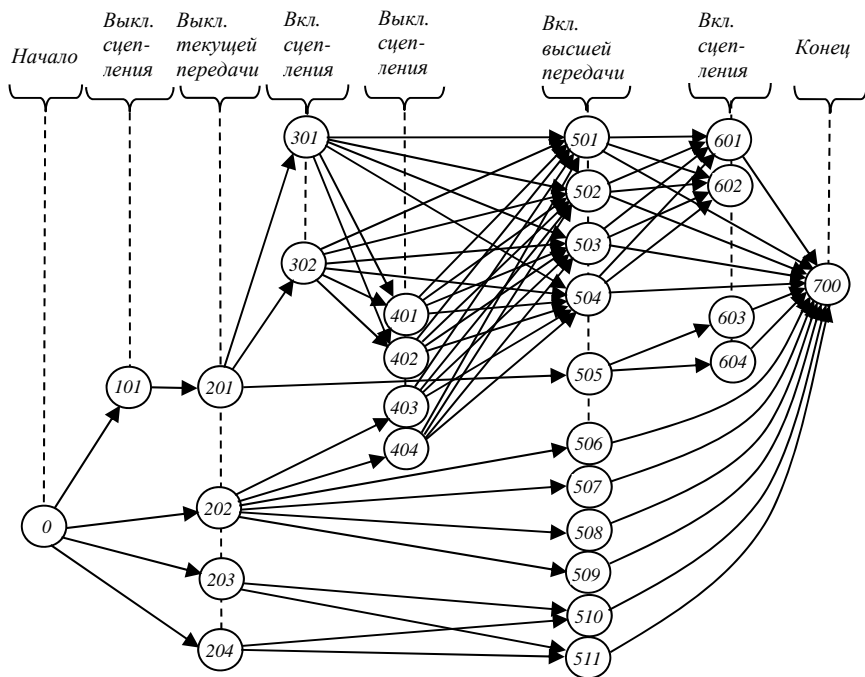 Начало
Выкл.
сцеп-
ления
Выкл.
текущей
передачи
Вкл.
сцеп-
ления
Выкл.
сцеп-
ления
Вкл.
высшей
передачи
Вкл.
сцеп-
ления
Конец
0
101
201
202
203
204
301
302
401
402
403
404
501
502
503
504
505
506
507
508
509
510
511
601
602
603
604
700